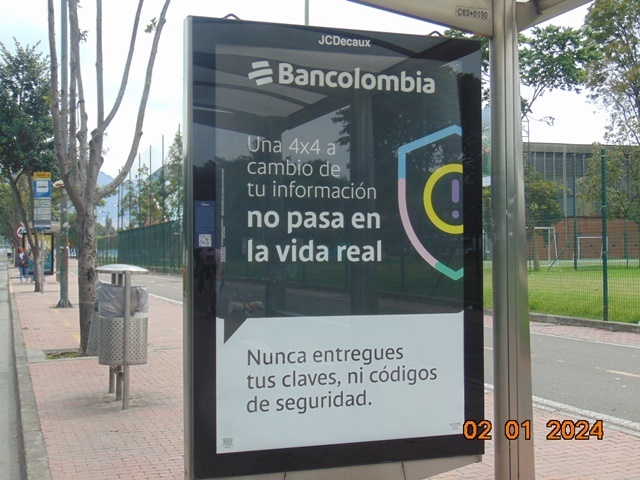 C63+0190
JCDecaux
Bancolombia
Una 4x4 a
cambio de
tu información
no pasa en
la vida real
!
Nunca entregues
tus claves, ni códigos
de seguridad.
02 01 2024